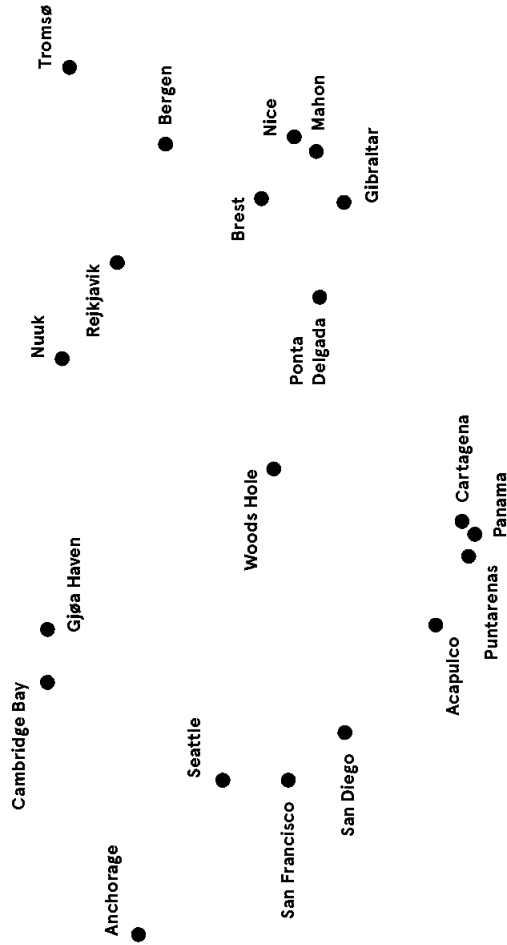 Tromsø
Bergen
Nice
Mahon
Gibraltar
Brest
Rejkjavik
Nuuk
Ponta
Delgada
Woods Hole
Cartagena
Panama
Puntarenas
Acapulco
Gjøa Haven
Cambridge Bay
Seattle
San Francisco
San Diego
Anchorage